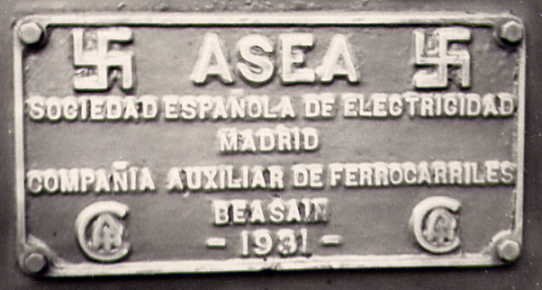 ASEA
SOCIEDAD ESPAÑOLA DE ELECTRICIDAD
MADRID
COMPAÑIA AUXILIAR DE FERROCARRILES
BEASAIN
- 1931 -